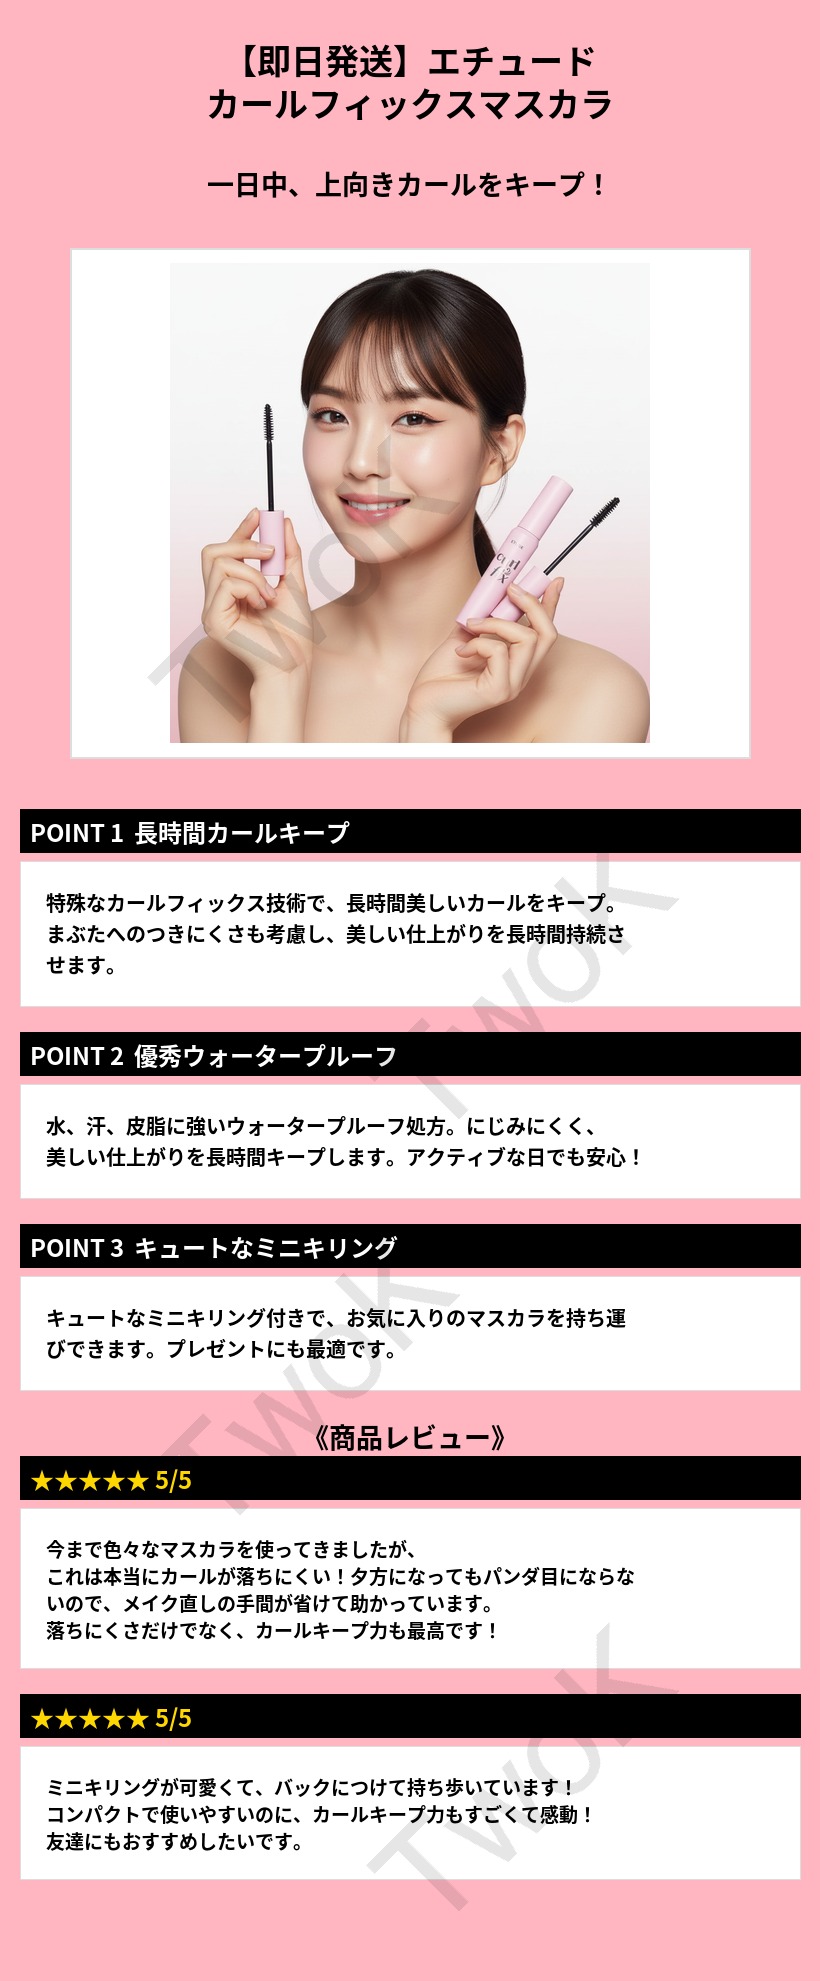 【即日発送】エチュード
カールフィックスマスカラ
一日中、上向きカールをキープ！
curl
fix
Twok
POINT 1 長時間カールキープ
特殊なカールフィックス技術で、長時間美しいカールをキープ。
まぶたへのつきにくさも考慮し、美しい仕上がりを長時間持続さ
せます。
Twok
POINT 2 優秀ウォータープルーフ
水、汗、皮脂に強いウォータープルーフ処方。にじみにくく、
美しい仕上がりを長時間キープします。アクティブな日でも安心！
POINT 3 キュートなミニキリング
キュートなミニキリング付きで、お気に入りのマスカラを持ち運
びできます。プレゼントにも最適です。
Twok
《商品レビュー》
★★★★★ 5/5
今まで色々なマスカラを使ってきましたが、
これは本当にカールが落ちにくい！夕方になってもパンダ目にならな
いので、メイク直しの手間が省けて助かっています。
落ちにくさだけでなく、カールキープ力も最高です！
★★★★★ 5/5
ミニキリングが可愛くて、バックにつけて持ち歩いています！
コンパクトで使いやすいのに、カールキープ力もすごくて感動！
友達にもおすすめしたいです。
Twok